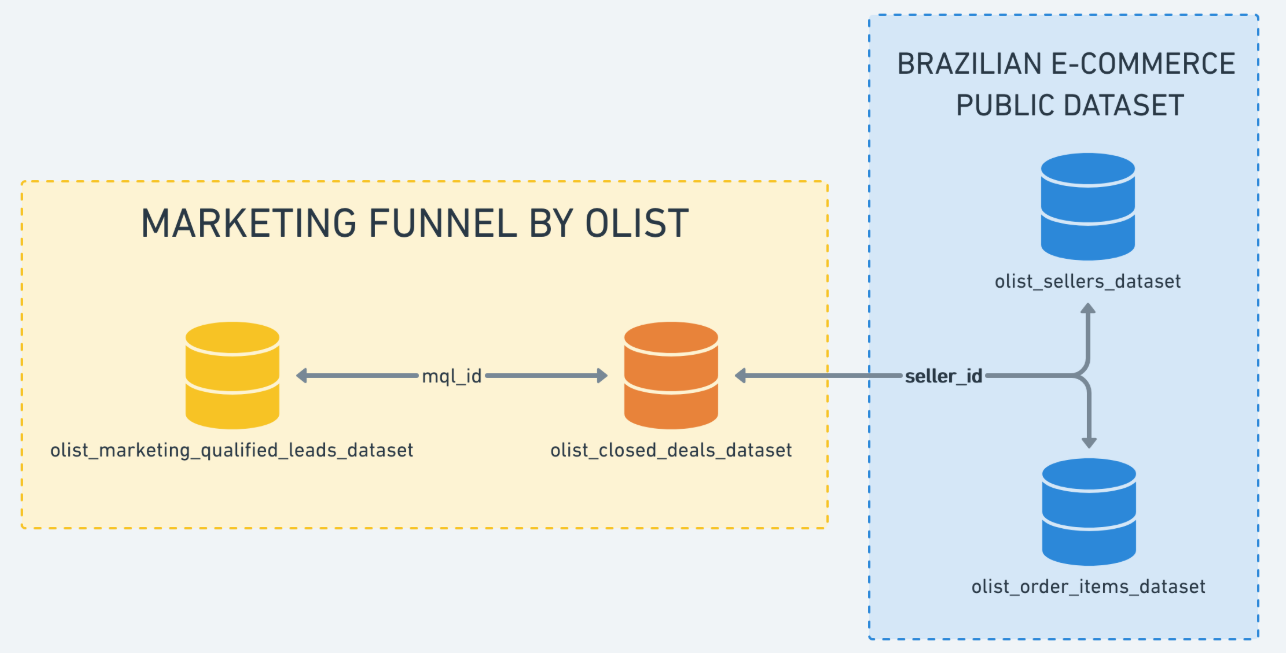 BRAZILIAN E-COMMERCE
PUBLIC DATASET
olist_sellers_dataset
MARKETING FUNNEL BY OLIST
mql_id
seller_id
olist_marketing_qualified_leads_dataset
olist_closed_deals_dataset
olist_order_items_dataset